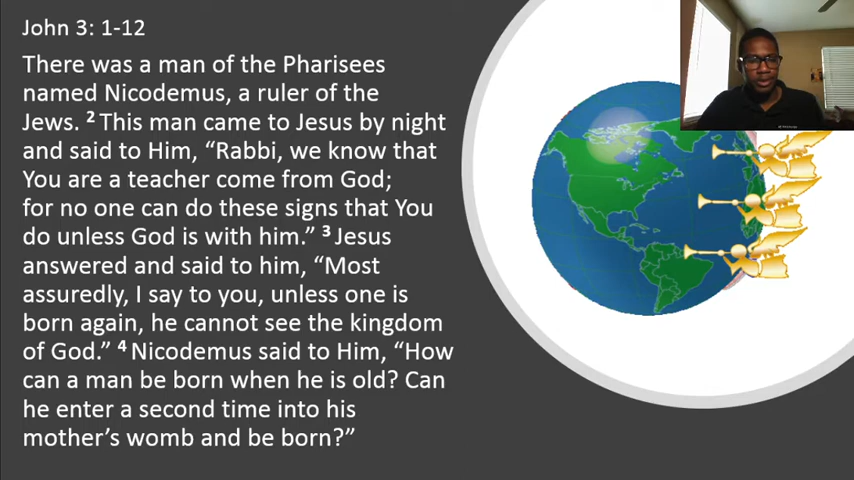 John 3: 1-12
There was a man of the Pharisees
named Nicodemus, a ruler of the
Jews. ² This man came to Jesus by night
and said to Him, “Rabbi, we know that
You are a teacher come from God;
for no one can do these signs that You
do unless God is with him.” ³ Jesus
answered and said to him, “Most
assuredly, I say to you, unless one is
born again, he cannot see the kingdom
of God.” ⁴ Nicodemus said to Him, “How
can a man be born when he is old? Can
he enter a second time into his
mother’s womb and be born?”